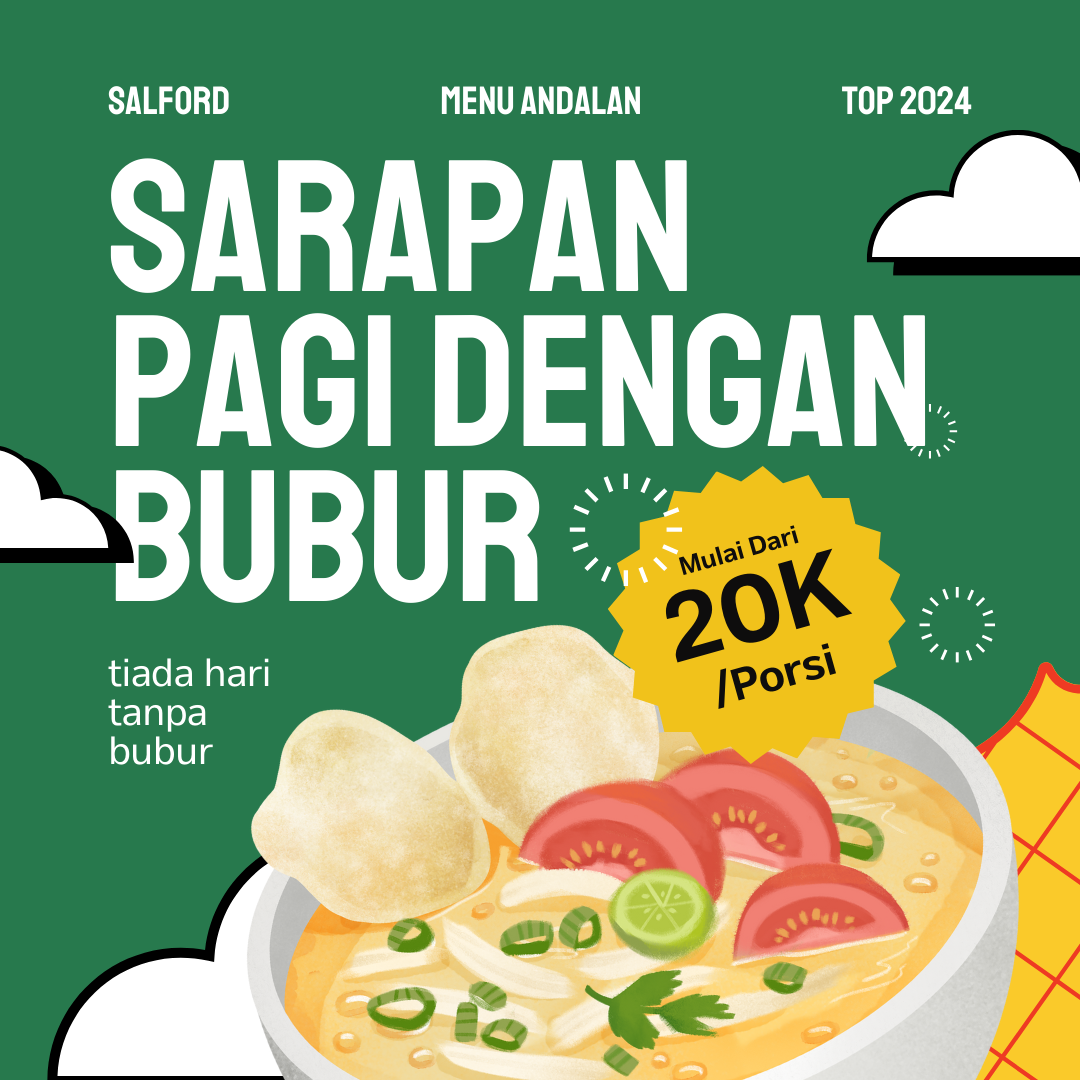 SALFORD
MENU ANDALAN
TOP 2024
SARAPAN
PAGI DENGAN
BUBUR
Mulai Dari
20K
/Porsi
tiada hari
tanpa
bubur